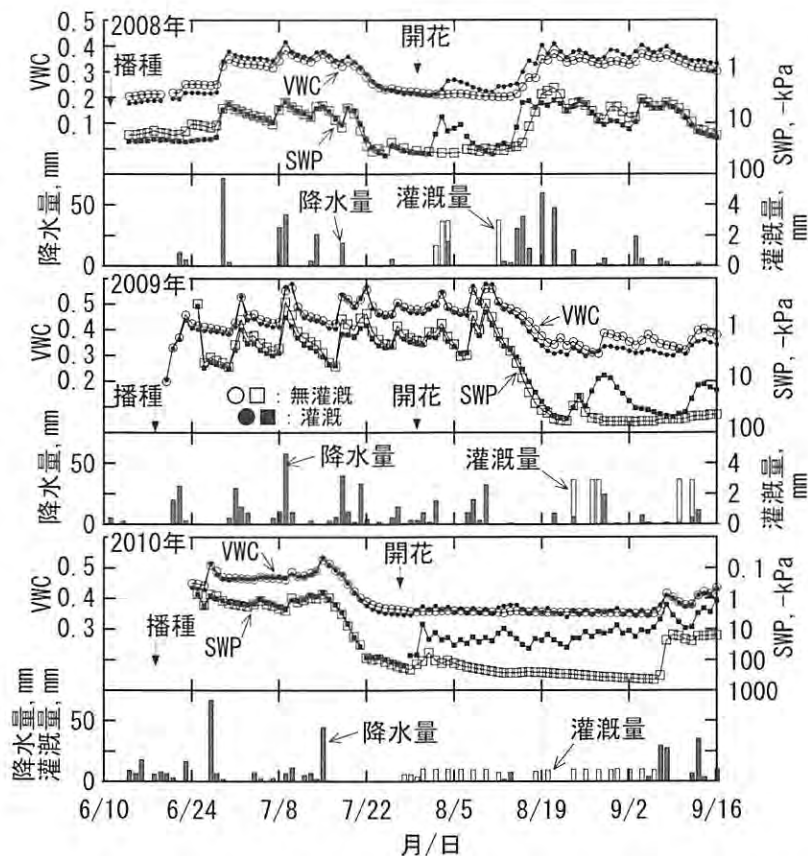 2008年
播種
開花
VWC
SWP
VWC
0.5
0.4
0.3
0.2
0.1
1
10
100
SWP, −kPa
降水量, mm
50
0
降水量
灌漑量
4
2
0
灌漑量, mm
2009年
VWC
0.5
0.4
0.3
0.2
VWC
SWP
播種
○□：無灌漑
●■：灌漑
開花
1
10
100
SWP, −kPa
降水量, mm
50
0
降水量
灌漑量
4
2
0
灌漑量, mm
2010年
VWC
0.5
0.4
0.3
VWC
開花
播種
SWP
0.1
1
10
100
1000
SWP, −kPa
降水量, mm
灌漑量, mm
50
0
降水量
灌漑量
6/10 6/24 7/8 7/22 8/5 8/19 9/2 9/16
月/日